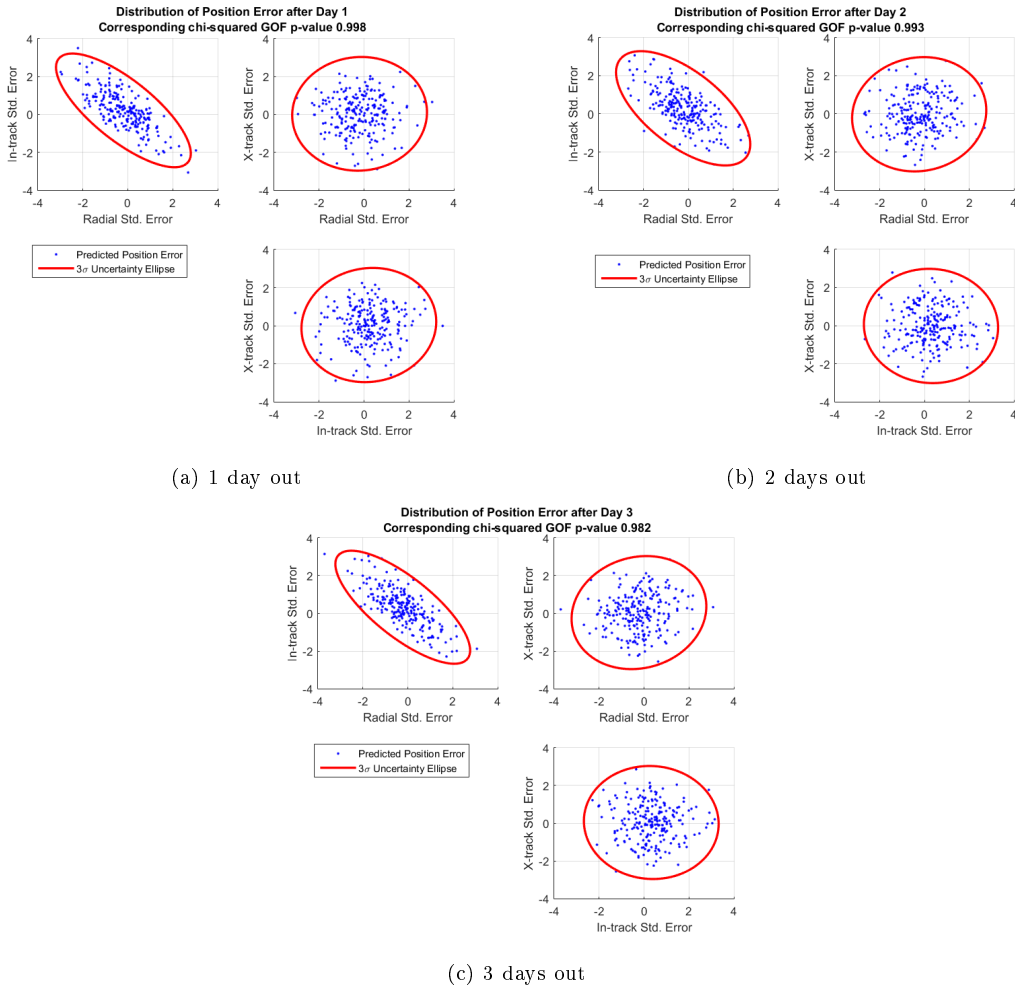 Distribution of Position Error after Day 1
Corresponding chi-squared GOF p-value 0.998
4
2
0
-2
-4
In-track Std. Error
-4 -2 0 2 4
Radial Std. Error
4
2
0
-2
-4
X-track Std. Error
-4 -2 0 2 4
Radial Std. Error
Predicted Position Error
3σ Uncertainty Ellipse
4
2
0
-2
-4
X-track Std. Error
-4 -2 0 2 4
In-track Std. Error
(a) 1 day out
Distribution of Position Error after Day 2
Corresponding chi-squared GOF p-value 0.993
4
2
0
-2
-4
In-track Std. Error
-4 -2 0 2 4
Radial Std. Error
4
2
0
-2
-4
X-track Std. Error
-4 -2 0 2 4
Radial Std. Error
Predicted Position Error
3σ Uncertainty Ellipse
4
2
0
-2
-4
X-track Std. Error
-4 -2 0 2 4
In-track Std. Error
(b) 2 days out
Distribution of Position Error after Day 3
Corresponding chi-squared GOF p-value 0.982
4
2
0
-2
-4
In-track Std. Error
-4 -2 0 2 4
Radial Std. Error
4
2
0
-2
-4
X-track Std. Error
-4 -2 0 2 4
Radial Std. Error
Predicted Position Error
3σ Uncertainty Ellipse
4
2
0
-2
-4
X-track Std. Error
-4 -2 0 2 4
In-track Std. Error
(c) 3 days out